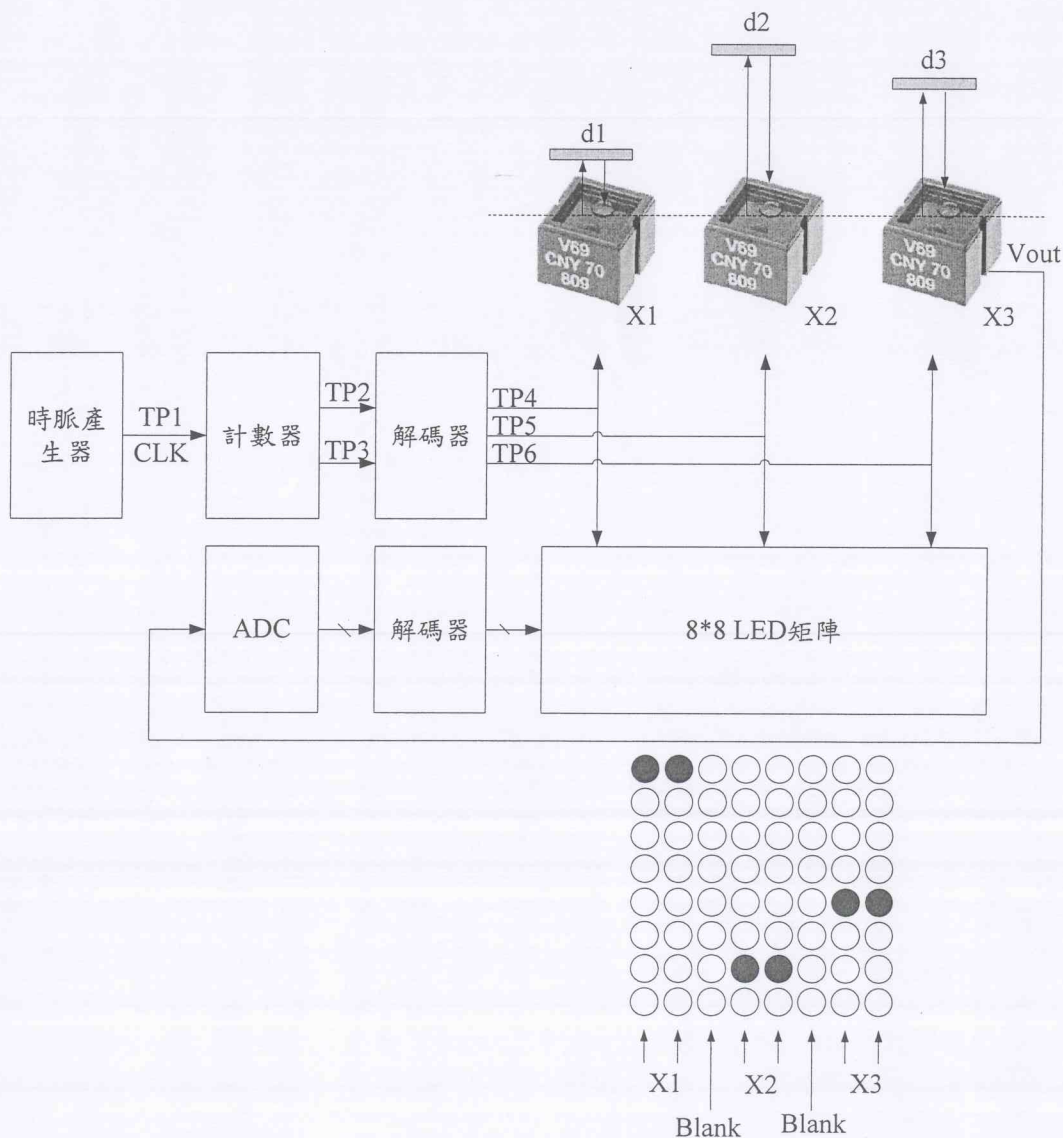 d2
d3
d1
V69
CNY 70
809
V69
CNY 70
809
V69
CNY 70
809
Vout
X1
X2
X3
時脈產
生器
TP1
CLK
計數器
TP2
TP3
解碼器
TP4
TP5
TP6
ADC
解碼器
8*8 LED矩陣
X1
X2
X3
Blank
Blank